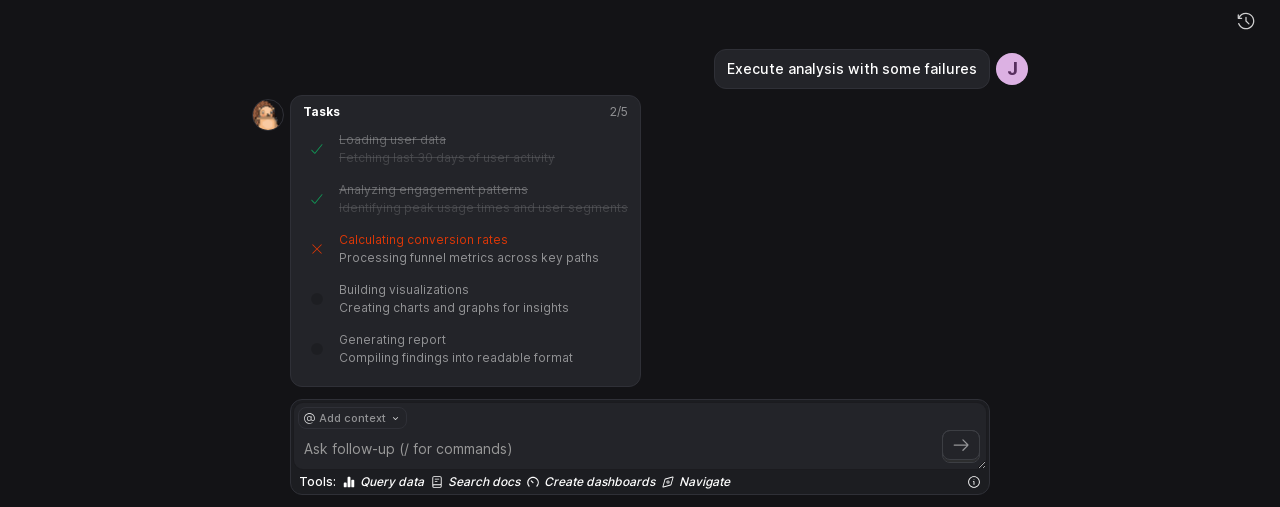 Execute analysis with some failures
J
Tasks 2/5
Loading user data
Fetching last 30 days of user activity
Analyzing engagement patterns
Identifying peak usage times and user segments
Calculating conversion rates
Processing funnel metrics across key paths
Building visualizations
Creating charts and graphs for insights
Generating report
Compiling findings into readable format
@ Add context
Ask follow-up (/ for commands)
Tools: Query data Search docs Create dashboards Navigate